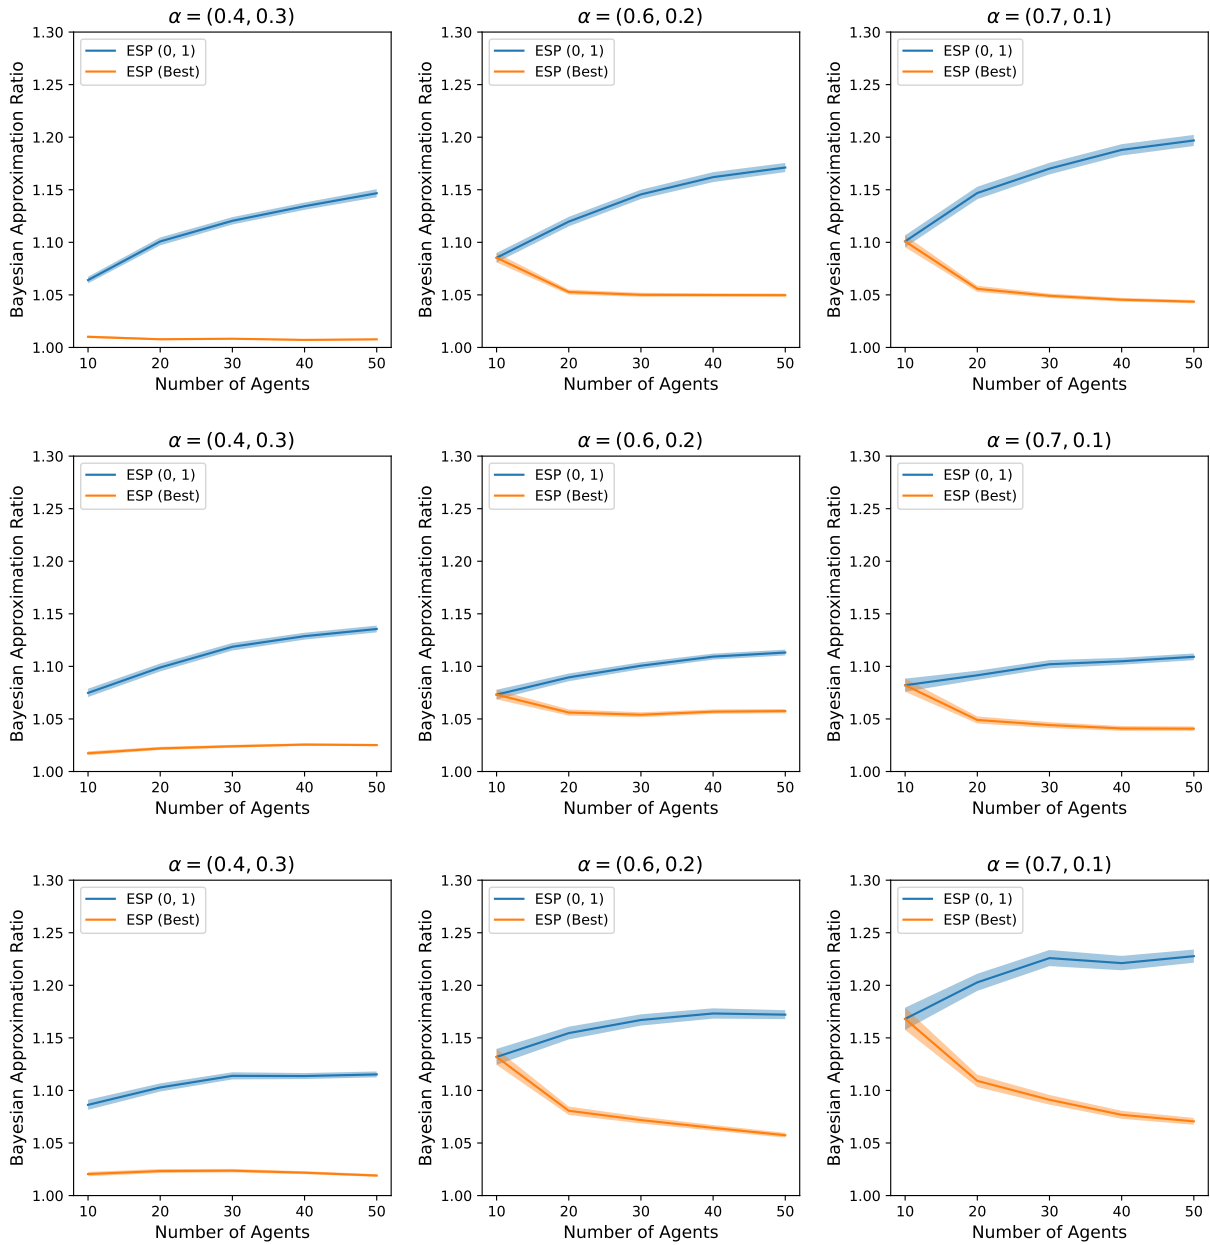 α = (0.4, 0.3)
Bayesian Approximation Ratio
1.30
1.25
1.20
1.15
1.10
1.05
1.00
ESP (0, 1)
ESP (Best)
10 20 30 40 50
Number of Agents
α = (0.6, 0.2)
Bayesian Approximation Ratio
1.30
1.25
1.20
1.15
1.10
1.05
1.00
ESP (0, 1)
ESP (Best)
10 20 30 40 50
Number of Agents
α = (0.7, 0.1)
Bayesian Approximation Ratio
1.30
1.25
1.20
1.15
1.10
1.05
1.00
ESP (0, 1)
ESP (Best)
10 20 30 40 50
Number of Agents
α = (0.4, 0.3)
Bayesian Approximation Ratio
1.30
1.25
1.20
1.15
1.10
1.05
1.00
ESP (0, 1)
ESP (Best)
10 20 30 40 50
Number of Agents
α = (0.6, 0.2)
Bayesian Approximation Ratio
1.30
1.25
1.20
1.15
1.10
1.05
1.00
ESP (0, 1)
ESP (Best)
10 20 30 40 50
Number of Agents
α = (0.7, 0.1)
Bayesian Approximation Ratio
1.30
1.25
1.20
1.15
1.10
1.05
1.00
ESP (0, 1)
ESP (Best)
10 20 30 40 50
Number of Agents
α = (0.4, 0.3)
Bayesian Approximation Ratio
1.30
1.25
1.20
1.15
1.10
1.05
1.00
ESP (0, 1)
ESP (Best)
10 20 30 40 50
Number of Agents
α = (0.6, 0.2)
Bayesian Approximation Ratio
1.30
1.25
1.20
1.15
1.10
1.05
1.00
ESP (0, 1)
ESP (Best)
10 20 30 40 50
Number of Agents
α = (0.7, 0.1)
Bayesian Approximation Ratio
1.30
1.25
1.20
1.15
1.10
1.05
1.00
ESP (0, 1)
ESP (Best)
10 20 30 40 50
Number of Agents